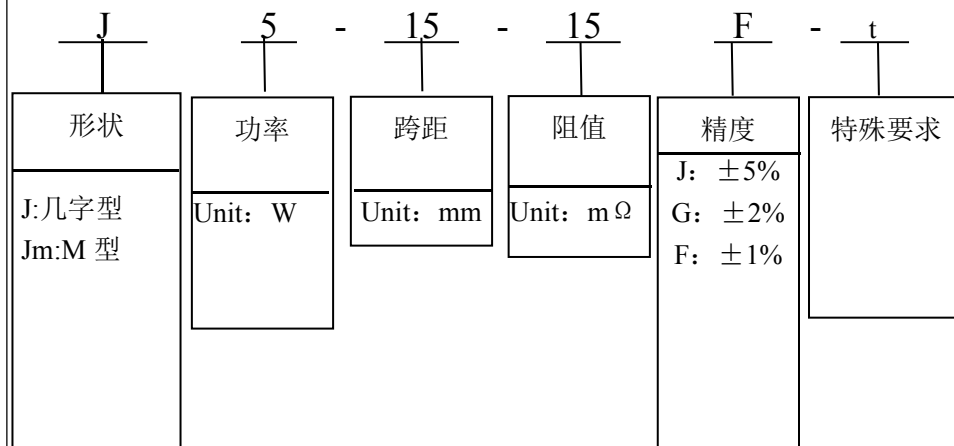 J 5 - 15 - 15 F - t
形状 功率 跨距 阻值 精度 特殊要求
J：±5%
J:几字型 Unit：W Unit：mm Unit：mΩ G：±2%
Jm:M 型 F：±1%